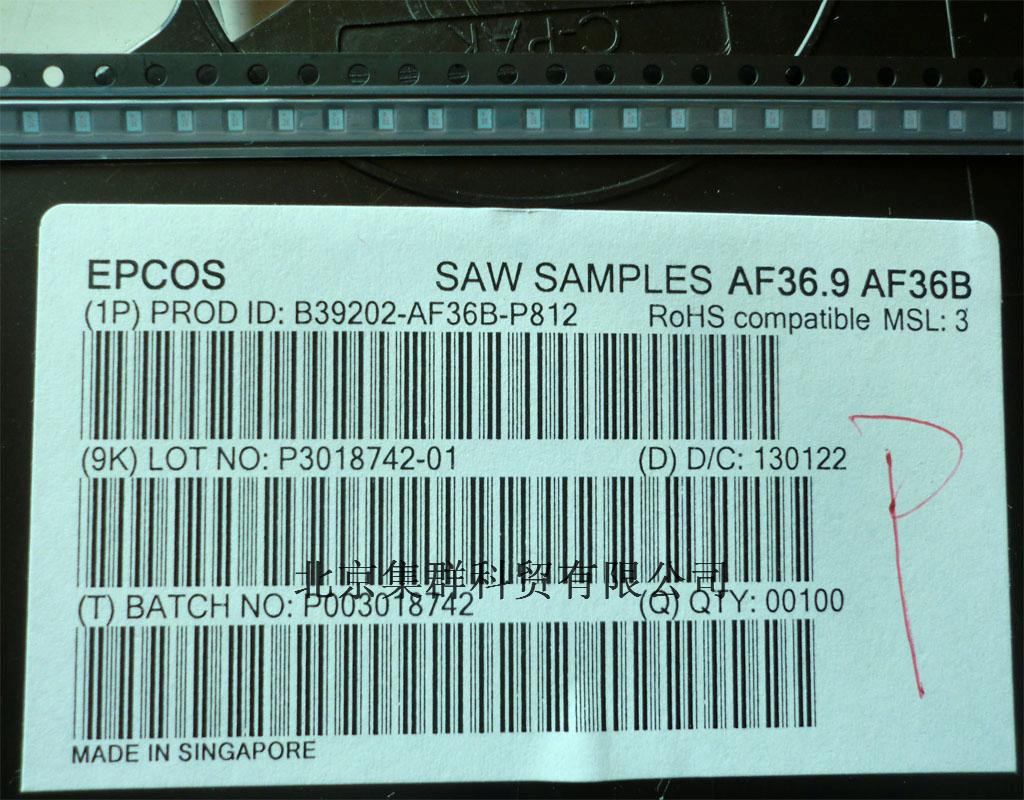 C-PAK
EPCOS SAW SAMPLES AF36.9 AF36B
(1P) PROD ID: B39202-AF36B-P812 RoHS compatible MSL: 3
(9K) LOT NO: P3018742-01 (D) D/C: 130122
P
北京集群科贸有限公司
(T) BATCH NO: P003018742 (Q) QTY: 00100
MADE IN SINGAPORE